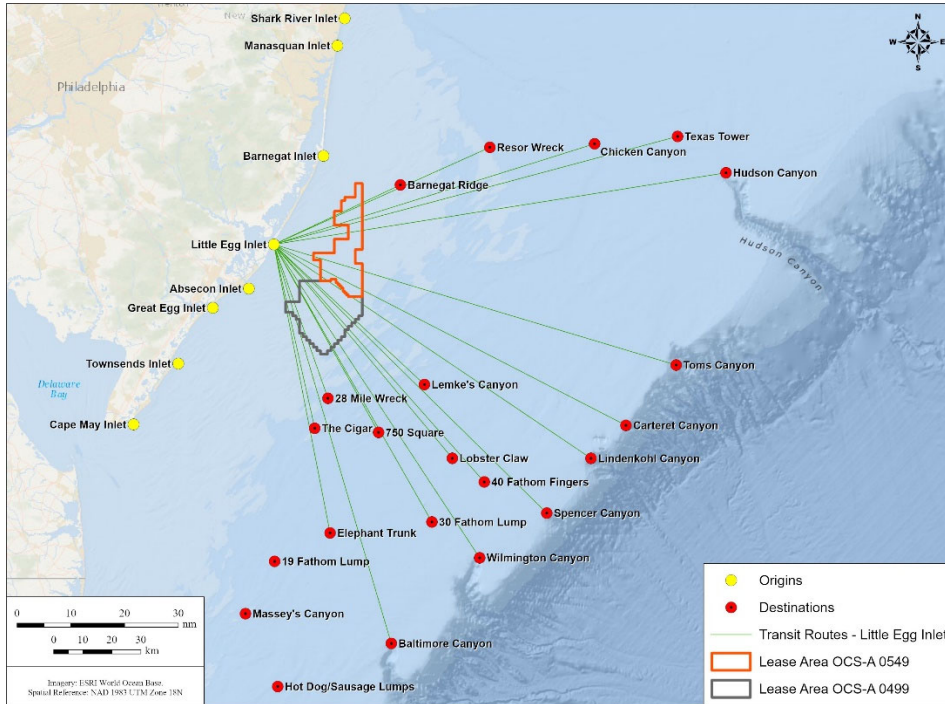 Shark River Inlet
Manasquan Inlet
N
W
E
S
Philadelphia
Barnegat Inlet
Resor Wreck
Texas Tower
Chicken Canyon
Hudson Canyon
Barnegat Ridge
Little Egg Inlet
Hudson Canyon
Absecon Inlet
Great Egg Inlet
Townsends Inlet
Toms Canyon
Delaware
Bay
Lemke's Canyon
28 Mile Wreck
Cape May Inlet
The Cigar
750 Square
Carteret Canyon
Lobster Claw
Lindenkohl Canyon
40 Fathom Fingers
Spencer Canyon
30 Fathom Lump
Elephant Trunk
Wilmington Canyon
19 Fathom Lump
Massey's Canyon
Baltimore Canyon
Hot Dog/Sausage Lumps
0 10 20 30
nm
0 5 10 20 30
km
Imagery: ESRI World Ocean Base.
Spatial Reference: NAD 1983 UTM Zone 18N
Origins
Destinations
Transit Routes - Little Egg Inlet
Lease Area OCS-A 0549
Lease Area OCS-A 0499